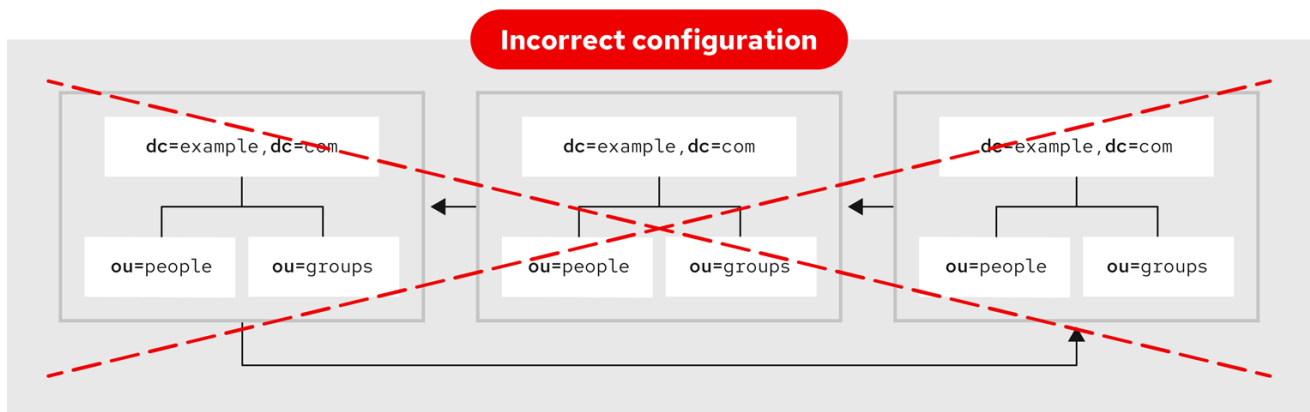 Incorrect configuration
dc=example,dc=com
dc=example,dc=com
dc=example,dc=com
ou=people
ou=groups
ou=people
ou=groups
ou=people
ou=groups